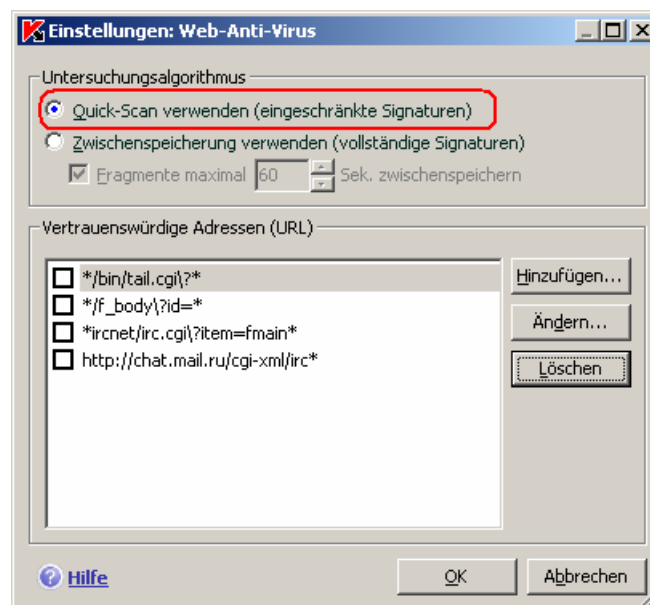 Einstellungen: Web-Anti-Virus
Untersuchungsalgorithmus
Quick-Scan verwenden (eingeschränkte Signaturen)
Zwischenspeicherung verwenden (vollständige Signaturen)
Fragmente maximal 60 Sek. zwischenspeichern
Vertrauenswürdige Adressen (URL)
*/bin/tail.cgi\?*
*/f_body\?id=*
*ircnet/irc.cgi\?item=fmain*
http://chat.mail.ru/cgi-xml/irc*
Hinzufügen...
Ändern...
Löschen
Hilfe
OK
Abbrechen